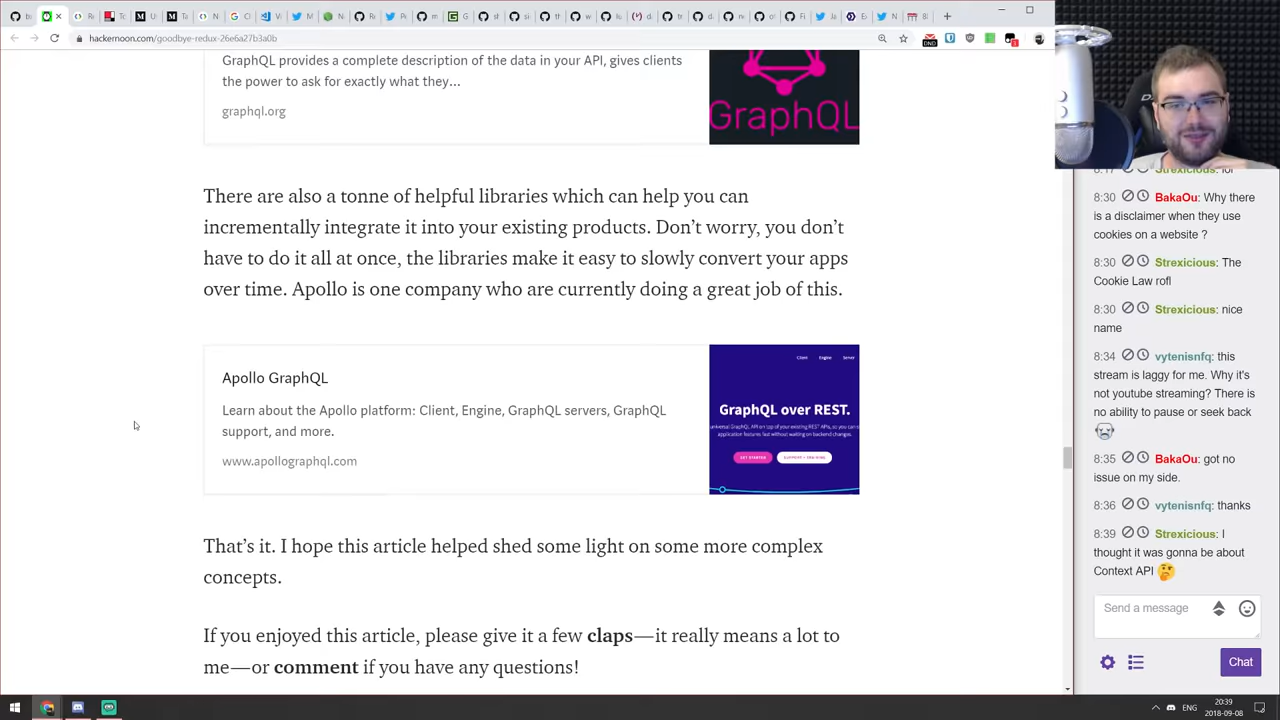 hackernoon.com/goodbye-redux-26e6a27b3a0b
GraphQL provides a complete description of the data in your API, gives clients
the power to ask for exactly what they...
graphql.org
GraphQL
There are also a tonne of helpful libraries which can help you can
incrementally integrate it into your existing products. Don’t worry, you don’t
have to do it all at once, the libraries make it easy to slowly convert your apps
over time. Apollo is one company who are currently doing a great job of this.
Apollo GraphQL
Learn about the Apollo platform: Client, Engine, GraphQL servers, GraphQL
support, and more.
www.apollographql.com
Client Engine Server
GraphQL over REST.
GET STARTED
That’s it. I hope this article helped shed some light on some more complex
concepts.
If you enjoyed this article, please give it a few claps—it really means a lot to
me—or comment if you have any questions!
8:30 BakaOu: Why there
is a disclaimer when they use
cookies on a website ?
8:30 Strexicious: The
Cookie Law rofl
8:30 Strexicious: nice
name
8:34 vytenisnfq: this
stream is laggy for me. Why it's
not youtube streaming? There is
no ability to pause or seek back
8:35 BakaOu: got no
issue on my side.
8:36 vytenisnfq: thanks
8:39 Strexicious: I
thought it was gonna be about
Context API
Send a message
Chat
ENG
20:39
2018-09-08